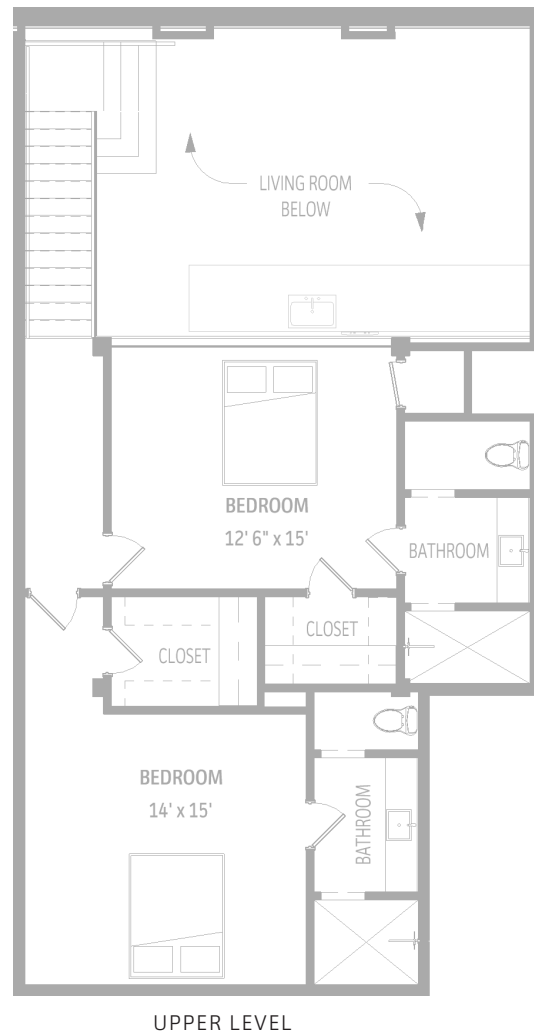 LIVING ROOM
BELOW
BEDROOM
12' 6" x 15'
BATHROOM
CLOSET
CLOSET
BEDROOM
14' x 15'
BATHROOM
UPPER LEVEL